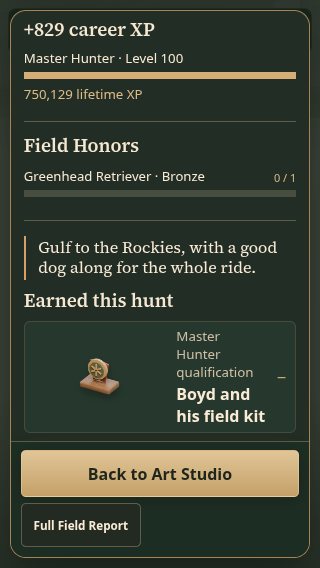 +829 career XP
Master Hunter · Level 100
750,129 lifetime XP
Field Honors
Greenhead Retriever · Bronze
0 / 1
Gulf to the Rockies, with a good
dog along for the whole ride.
Earned this hunt
Master
Hunter
qualification
–
Boyd and
his field kit
Back to Art Studio
Full Field Report